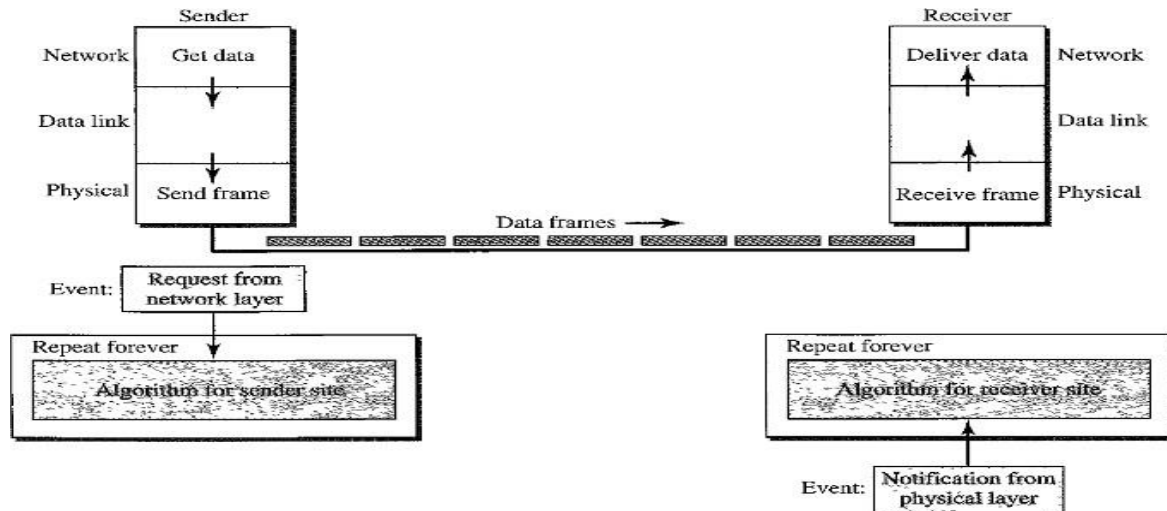 Sender
Receiver
Network
Get data
Deliver data
Network
Data link
Data link
Physical
Send frame
Receive frame
Physical
Data frames
Event:
Request from
network layer
Repeat forever
Algorithm for sender site
Repeat forever
Algorithm for receiver site
Event:
Notification from
physical layer